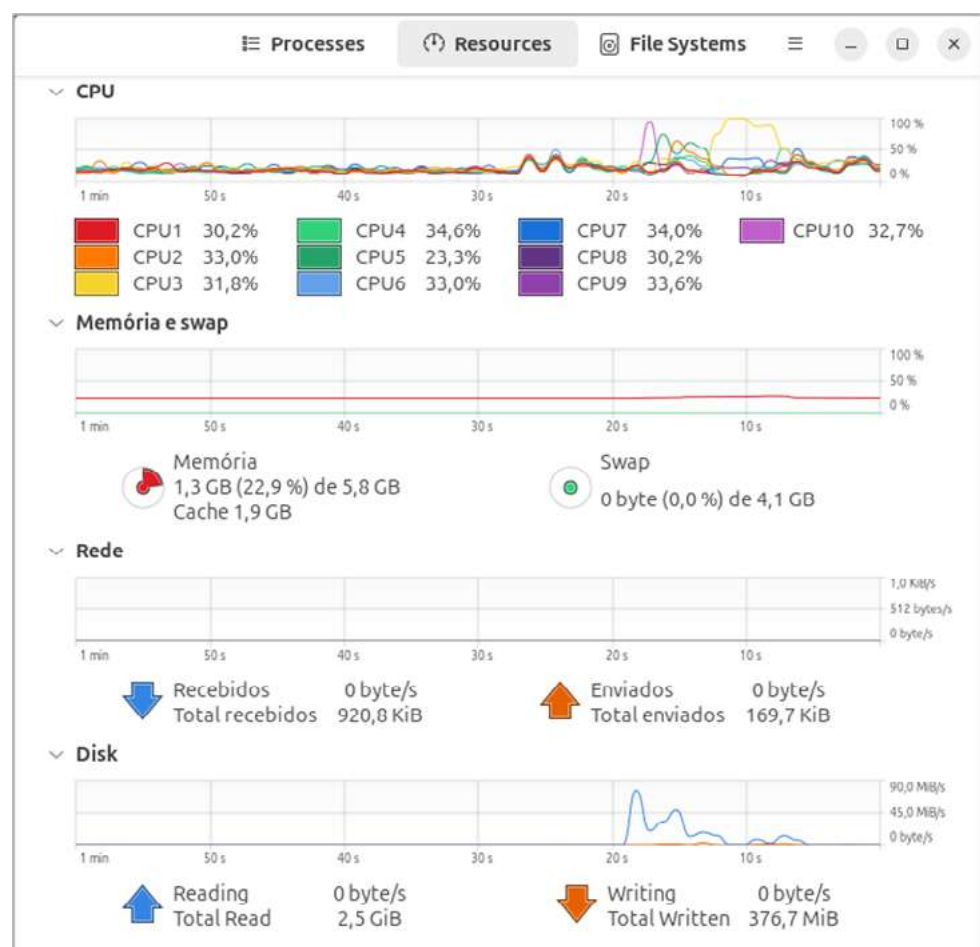 Processes Resources File Systems
CPU
100 %
50 %
0 %
1 min 50 s 40 s 30 s 20 s 10 s
CPU1 30,2% CPU4 34,6% CPU7 34,0% CPU10 32,7%
CPU2 33,0% CPU5 23,3% CPU8 30,2%
CPU3 31,8% CPU6 33,0% CPU9 33,6%
Memória e swap
100 %
50 %
0 %
1 min 50 s 40 s 30 s 20 s 10 s
Memória
1,3 GB (22,9 %) de 5,8 GB
Cache 1,9 GB
Swap
0 byte (0,0 %) de 4,1 GB
Rede
1,0 KiB/s
512 bytes/s
0 byte/s
1 min 50 s 40 s 30 s 20 s 10 s
Recebidos 0 byte/s Enviados 0 byte/s
Total recebidos 920,8 KiB Total enviados 169,7 KiB
Disk
90,0 MiB/s
45,0 MiB/s
0 byte/s
1 min 50 s 40 s 30 s 20 s 10 s
Reading 0 byte/s Writing 0 byte/s
Total Read 2,5 GiB Total Written 376,7 MiB